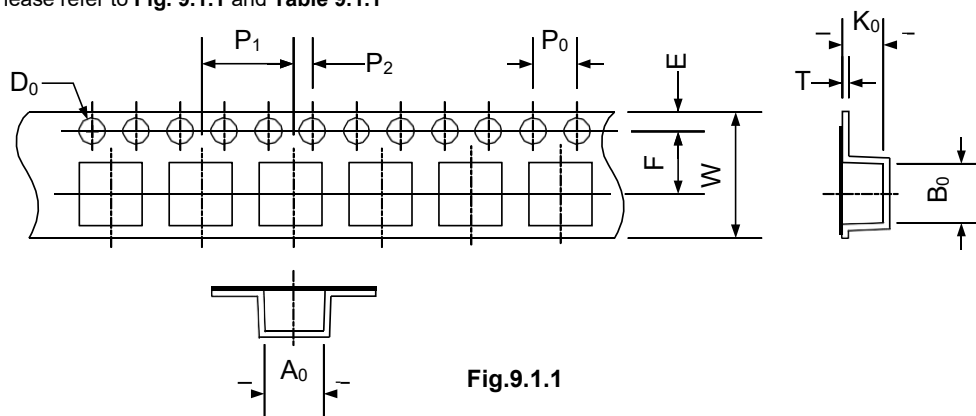 lease refer to Fig. 9.1.1 and Table 9.1.1
K0
P1
P0
E
P2
T
D0
F
W
B0
A0
Fig.9.1.1